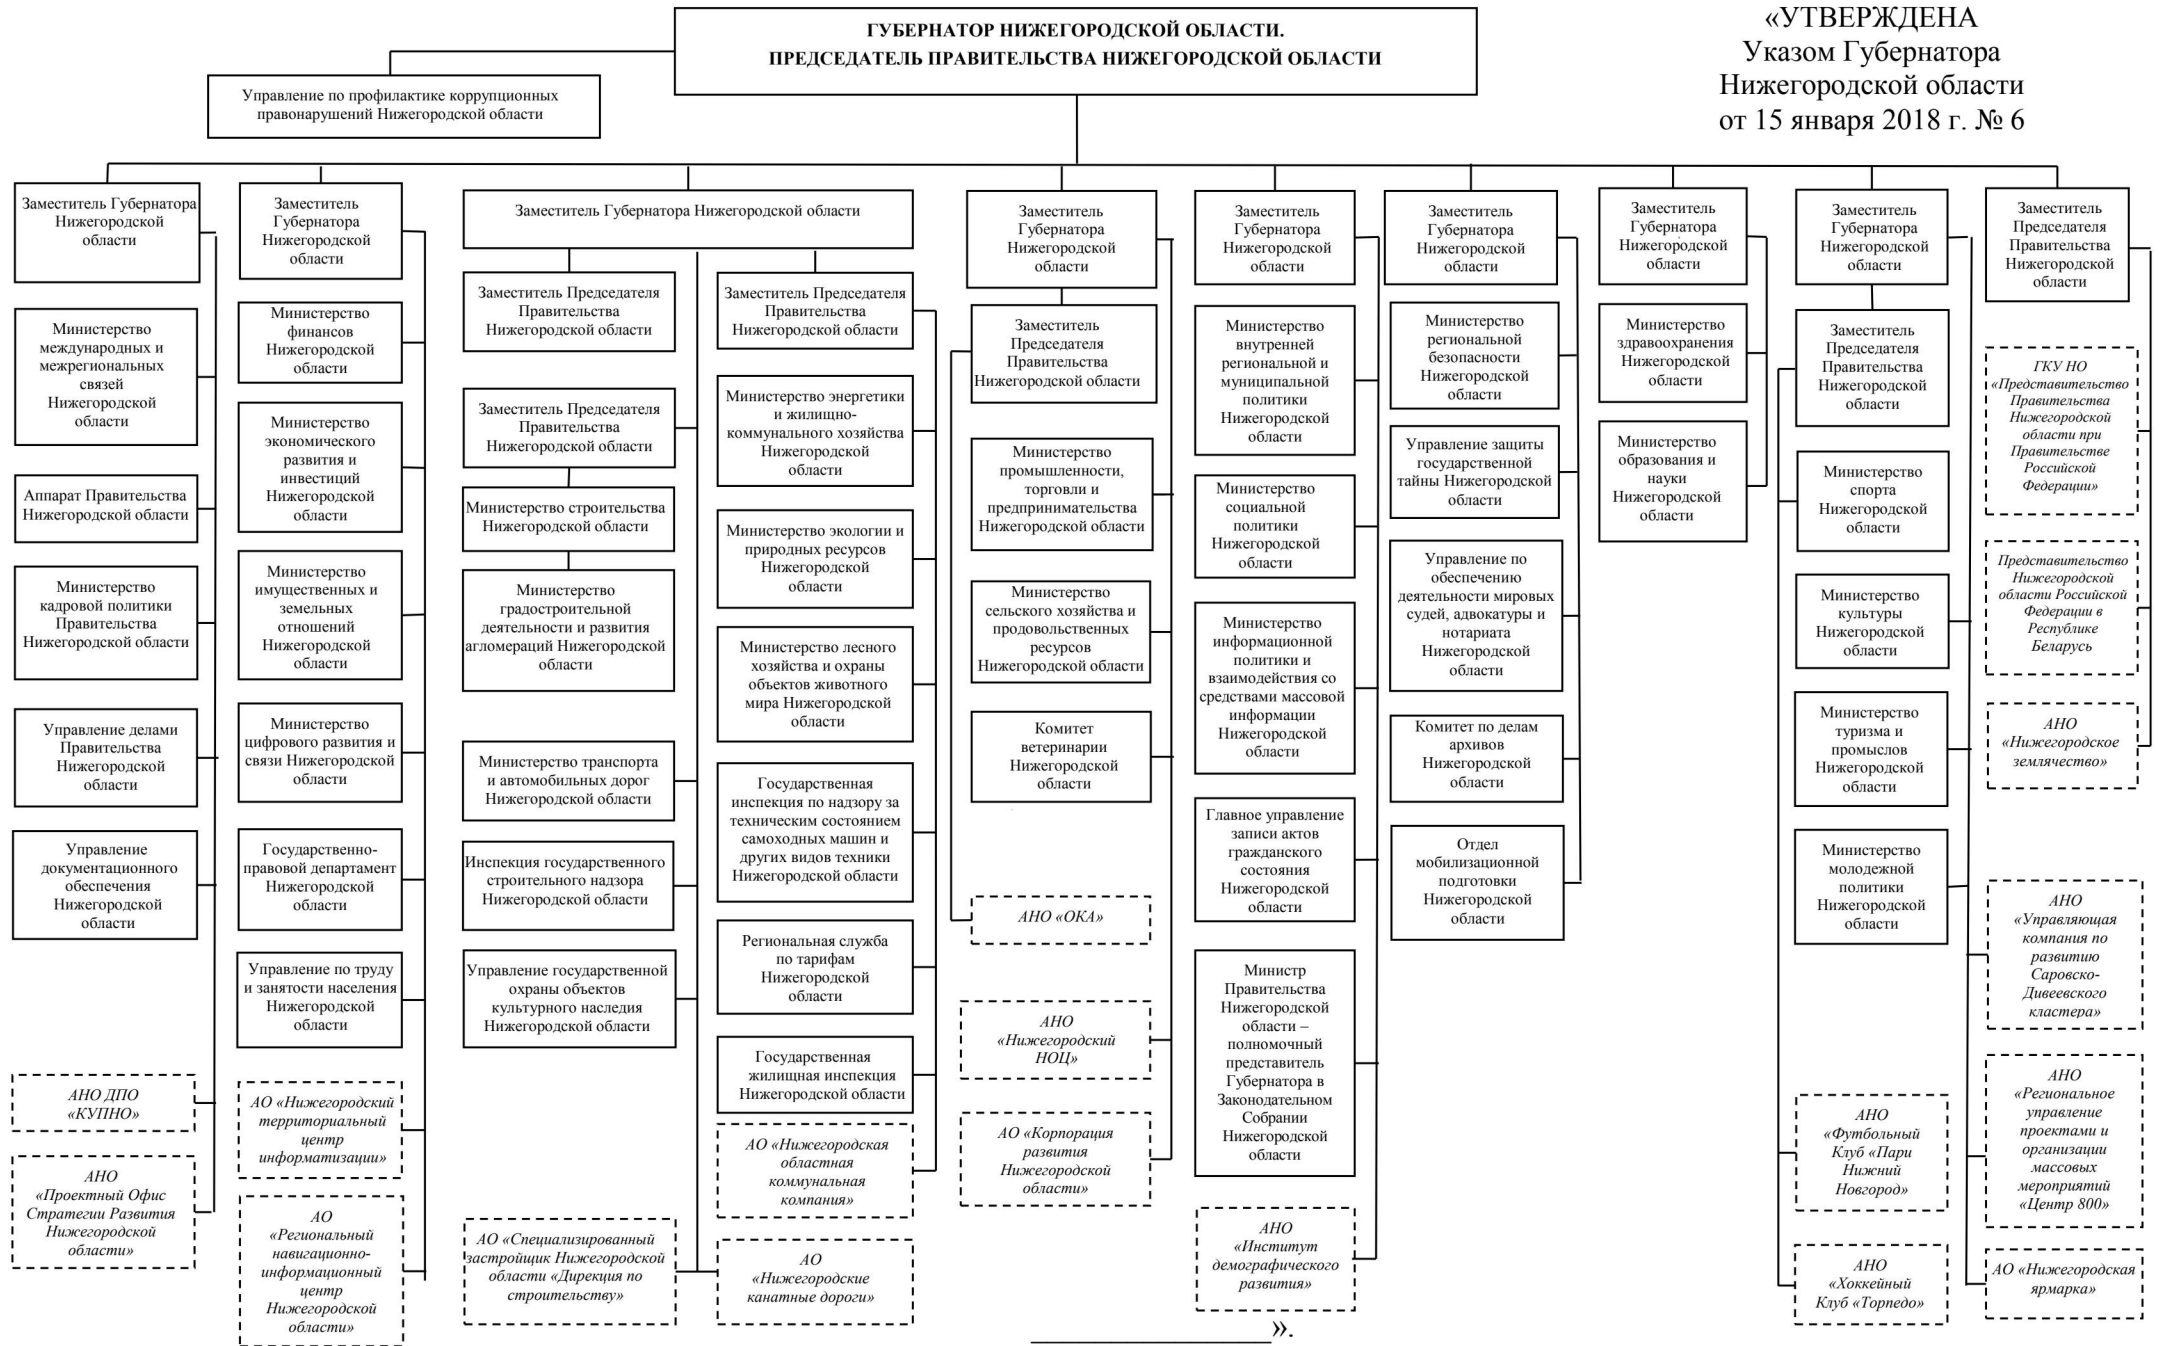 ГУБЕРНАТОР НИЖЕГОРОДСКОЙ ОБЛАСТИ.
ПРЕДСЕДАТЕЛЬ ПРАВИТЕЛЬСТВА НИЖЕГОРОДСКОЙ ОБЛАСТИ
«УТВЕРЖДЕНА
Указом Губернатора
Нижегородской области
от 15 января 2018 г. № 6
Управление по профилактике коррупционных
правонарушений Нижегородской области
Заместитель Губернатора
Нижегородской
области
Министерство
международных и
межрегиональных
связей
Нижегородской
области
Аппарат Правительства
Нижегородской области
Министерство
кадровой политики
Правительства
Нижегородской области
Управление делами
Правительства
Нижегородской
области
Управление
документационного
обеспечения
Нижегородской
области
АНО ДПО
«КУПНО»
АНО
«Проектный Офис
Стратегии Развития
Нижегородской
области»
Заместитель
Губернатора
Нижегородской
области
Министерство
финансов
Нижегородской
области
Министерство
экономического
развития и
инвестиций
Нижегородской
области
Министерство
имущественных и
земельных
отношений
Нижегородской
области
Министерство
цифрового развития и
связи Нижегородской
области
Государственно-
правовой департамент
Нижегородской
области
Управление по труду
и занятости населения
Нижегородской
области
АО «Нижегородский
территориальный
центр
информатизации»
АО
«Региональный
навигационно-
информационный
центр
Нижегородской
области»
Заместитель Губернатора Нижегородской области
Заместитель Председателя
Правительства
Нижегородской области
Заместитель Председателя
Правительства
Нижегородской области
Министерство строительства
Нижегородской области
Министерство
градостроительной
деятельности и развития
агломераций Нижегородской
области
Министерство транспорта
и автомобильных дорог
Нижегородской области
Инспекция государственного
строительного надзора
Нижегородской области
Управление государственной
охраны объектов
культурного наследия
Нижегородской области
АО «Специализированный
застройщик Нижегородской
области «Дирекция по
строительству»
Заместитель Председателя
Правительства
Нижегородской области
Министерство энергетики
и жилищно-
коммунального хозяйства
Нижегородской
области
Министерство экологии и
природных ресурсов
Нижегородской
области
Министерство лесного
хозяйства и охраны
объектов животного
мира Нижегородской
области
Государственная
инспекция по надзору за
техническим состоянием
самоходных машин и
других видов техники
Нижегородской области
Региональная служба
по тарифам
Нижегородской
области
Государственная
жилищная инспекция
Нижегородской области
АО «Нижегородская
областная
коммунальная
компания»
АО
«Нижегородские
канатные дороги»
Заместитель
Губернатора
Нижегородской
области
Заместитель
Председателя
Правительства
Нижегородской области
Министерство
промышленности,
торговли и
предпринимательства
Нижегородской области
Министерство
сельского хозяйства и
продовольственных
ресурсов
Нижегородской области
Комитет
ветеринарии
Нижегородской
области
АНО «ОКА»
АНО
«Нижегородский
НОЦ»
АО «Корпорация
развития
Нижегородской
области»
Заместитель
Губернатора
Нижегородской
области
Министерство
внутренней
региональной и
муниципальной
политики
Нижегородской
области
Министерство
социальной
политики
Нижегородской
области
Министерство
информационной
политики и
взаимодействия со
средствами массовой
информации
Нижегородской
области
Главное управление
записи актов
гражданского
состояния
Нижегородской
области
Министр
Правительства
Нижегородской
области –
полномочный
представитель
Губернатора в
Законодательном
Собрании
Нижегородской
области
АНО
«Институт
демографического
развития»
Заместитель
Губернатора
Нижегородской
области
Министерство
региональной
безопасности
Нижегородской
области
Управление защиты
государственной
тайны Нижегородской
области
Управление по
обеспечению
деятельности мировых
судей, адвокатуры и
нотариата
Нижегородской
области
Комитет по делам
архивов
Нижегородской
области
Отдел
мобилизационной
подготовки
Нижегородской
области
Заместитель
Губернатора
Нижегородской
области
Министерство
здравоохранения
Нижегородской
области
Министерство
образования и
науки
Нижегородской
области
Заместитель
Губернатора
Нижегородской
области
Заместитель
Председателя
Правительства
Нижегородской
области
Министерство
спорта
Нижегородской
области
Министерство
культуры
Нижегородской
области
Министерство
туризма и
промыслов
Нижегородской
области
Министерство
молодежной
политики
Нижегородской
области
АНО
«Футбольный
Клуб «Пари
Нижний
Новгород»
АНО
«Хоккейный
Клуб «Торпедо»
Заместитель
Председателя
Правительства
Нижегородской
области
ГКУ НО
«Представительство
Правительства
Нижегородской
области при
Правительстве
Российской
Федерации»
Представительство
Нижегородской
области Российской
Федерации в
Республике
Беларусь
АНО
«Нижегородское
землячество»
АНО
«Управляющая
компания по
развитию
Саровско-
Дивеевского
кластера»
АНО
«Региональное
управление
проектами и
организации
массовых
мероприятий
«Центр 800»
АО «Нижегородская
ярмарка»
_________________».